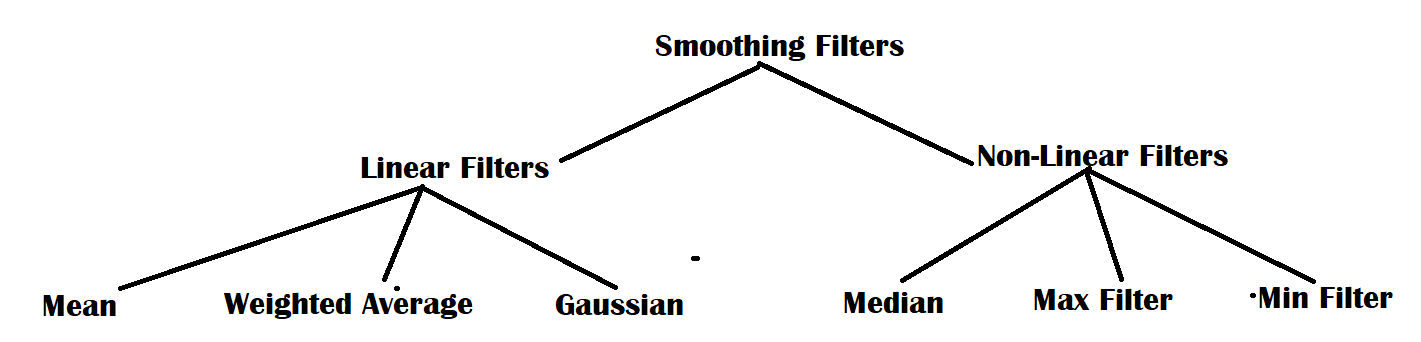 Smoothing Filters
Linear Filters
Non-Linear Filters
Mean
Weighted Average
Gaussian
Median
Max Filter
Min Filter